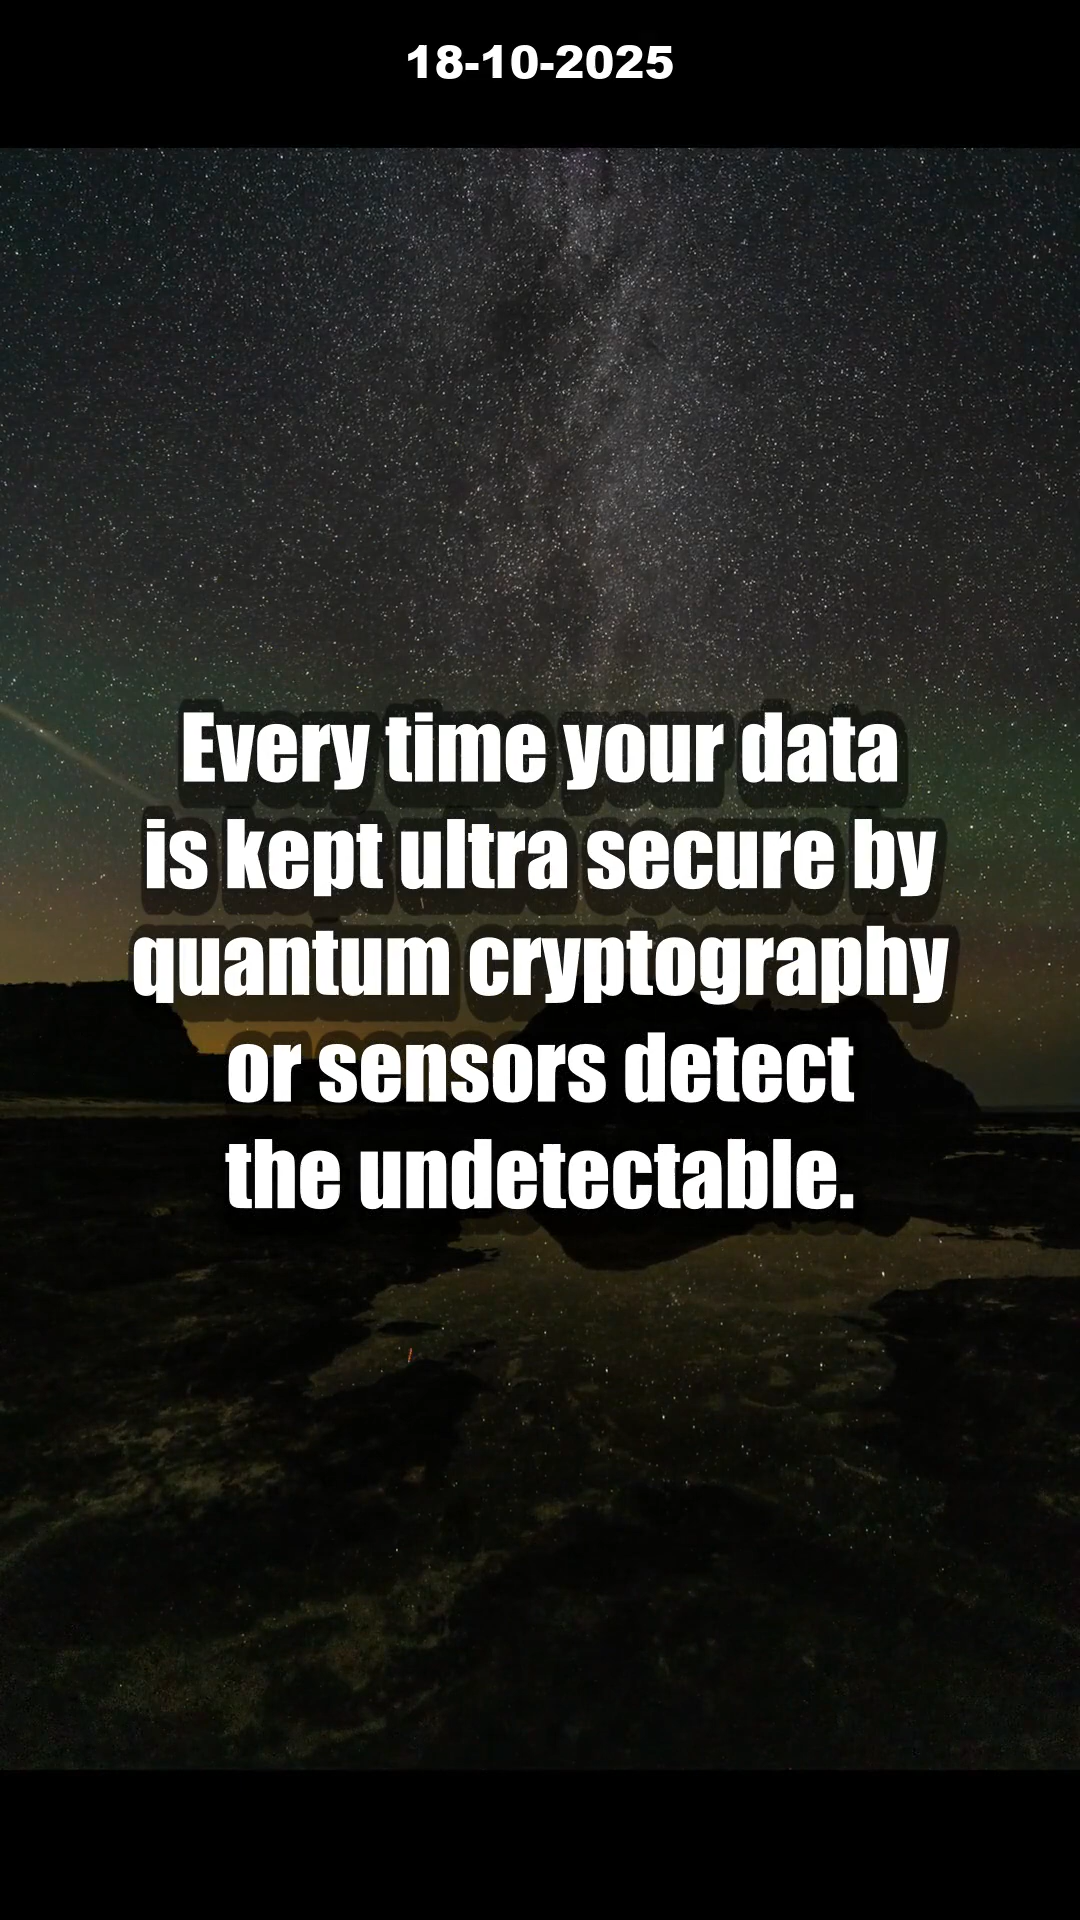 18-10-2025
Every time your data
is kept ultra secure by
quantum cryptography
or sensors detect
the undetectable.